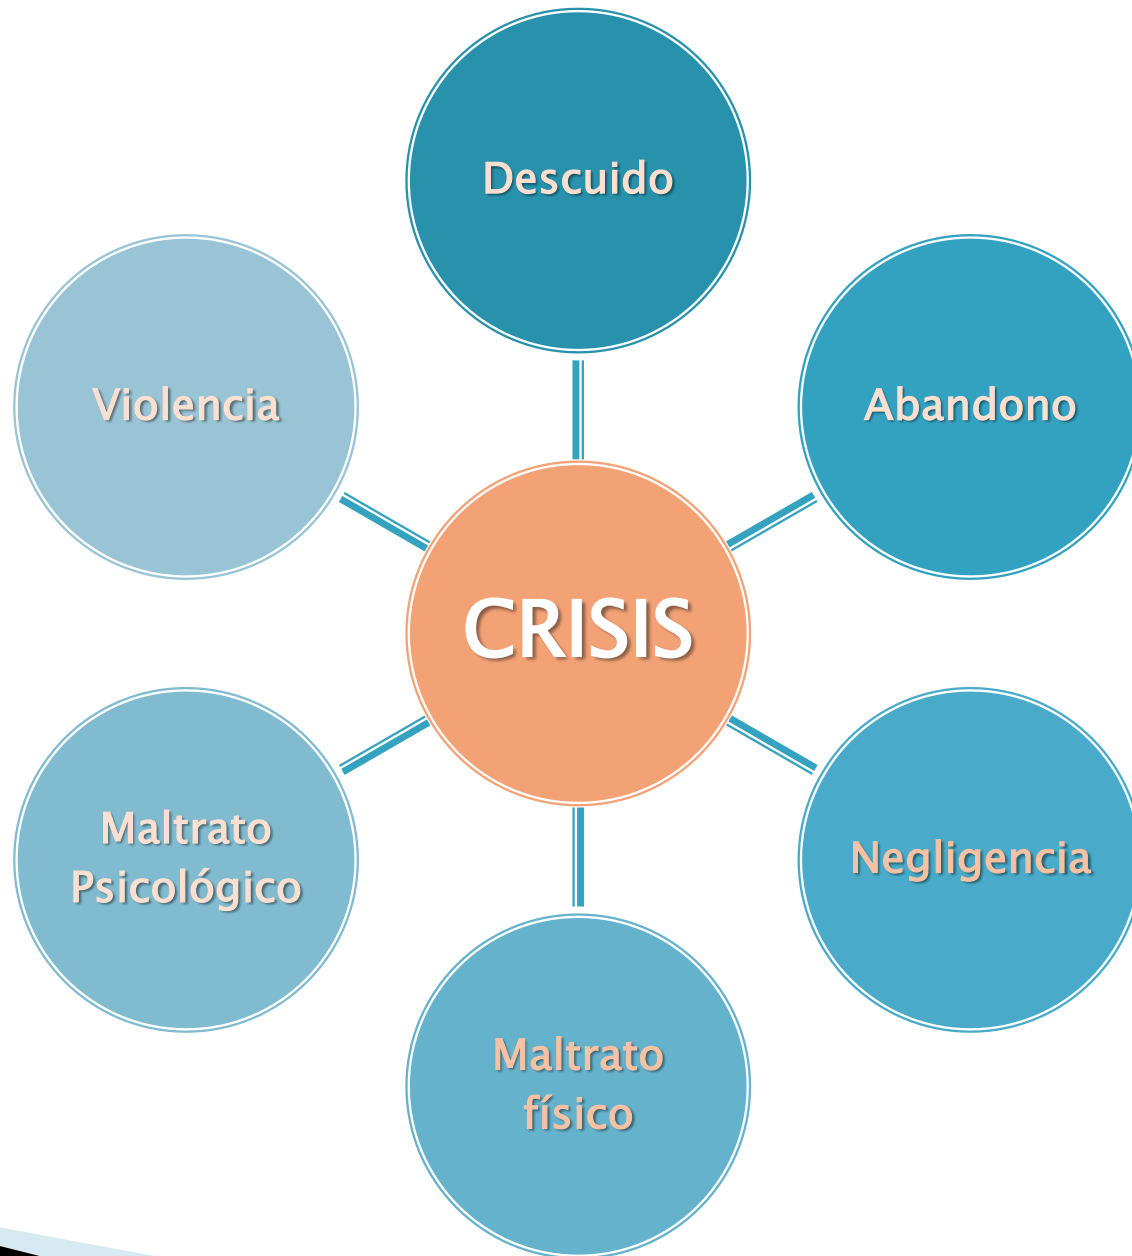 Descuido
Violencia
Abandono
CRISIS
Maltrato
Psicológico
Negligencia
Maltrato
físico